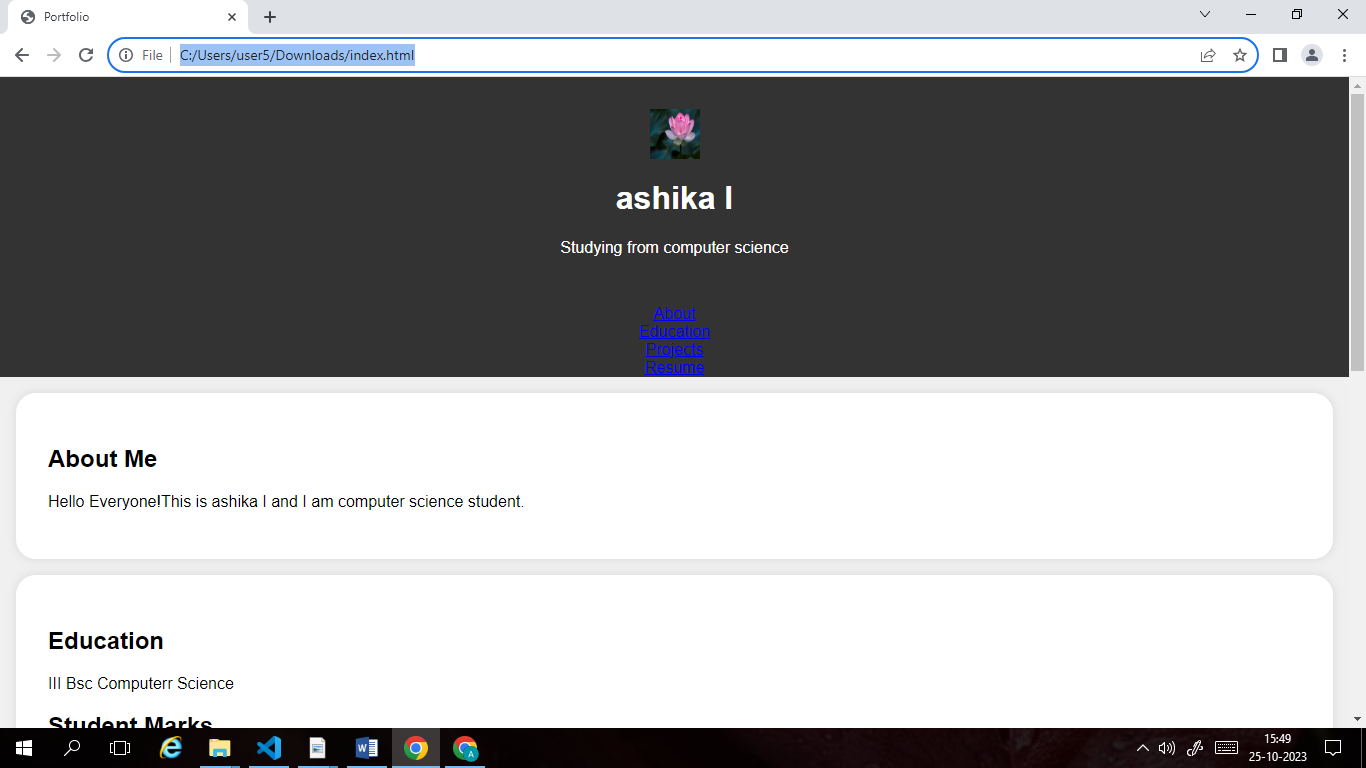 Portfolio
File C:/Users/user5/Downloads/index.html
ashika I
Studying from computer science
About
Education
Projects
Resume
About Me
Hello Everyone!This is ashika I and I am computer science student.
Education
III Bsc Computerr Science
Student Marks
A
15:49
25-10-2023